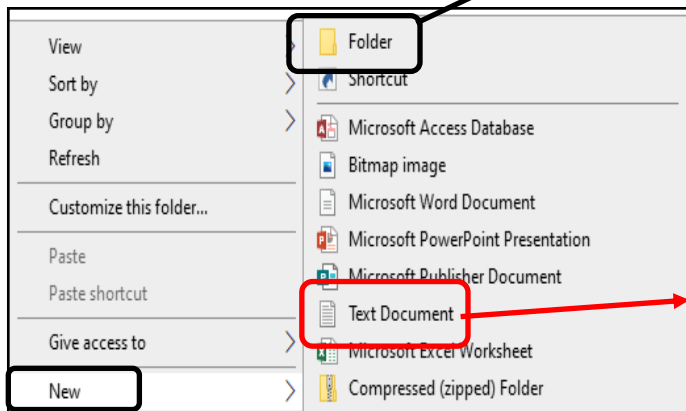 View
Sort by
Group by
Refresh
Customize this folder...
Paste
Paste shortcut
Give access to
New
Folder
Shortcut
Microsoft Access Database
Bitmap image
Microsoft Word Document
Microsoft PowerPoint Presentation
Microsoft Publisher Document
Text Document
Microsoft Excel Worksheet
Compressed (zipped) Folder